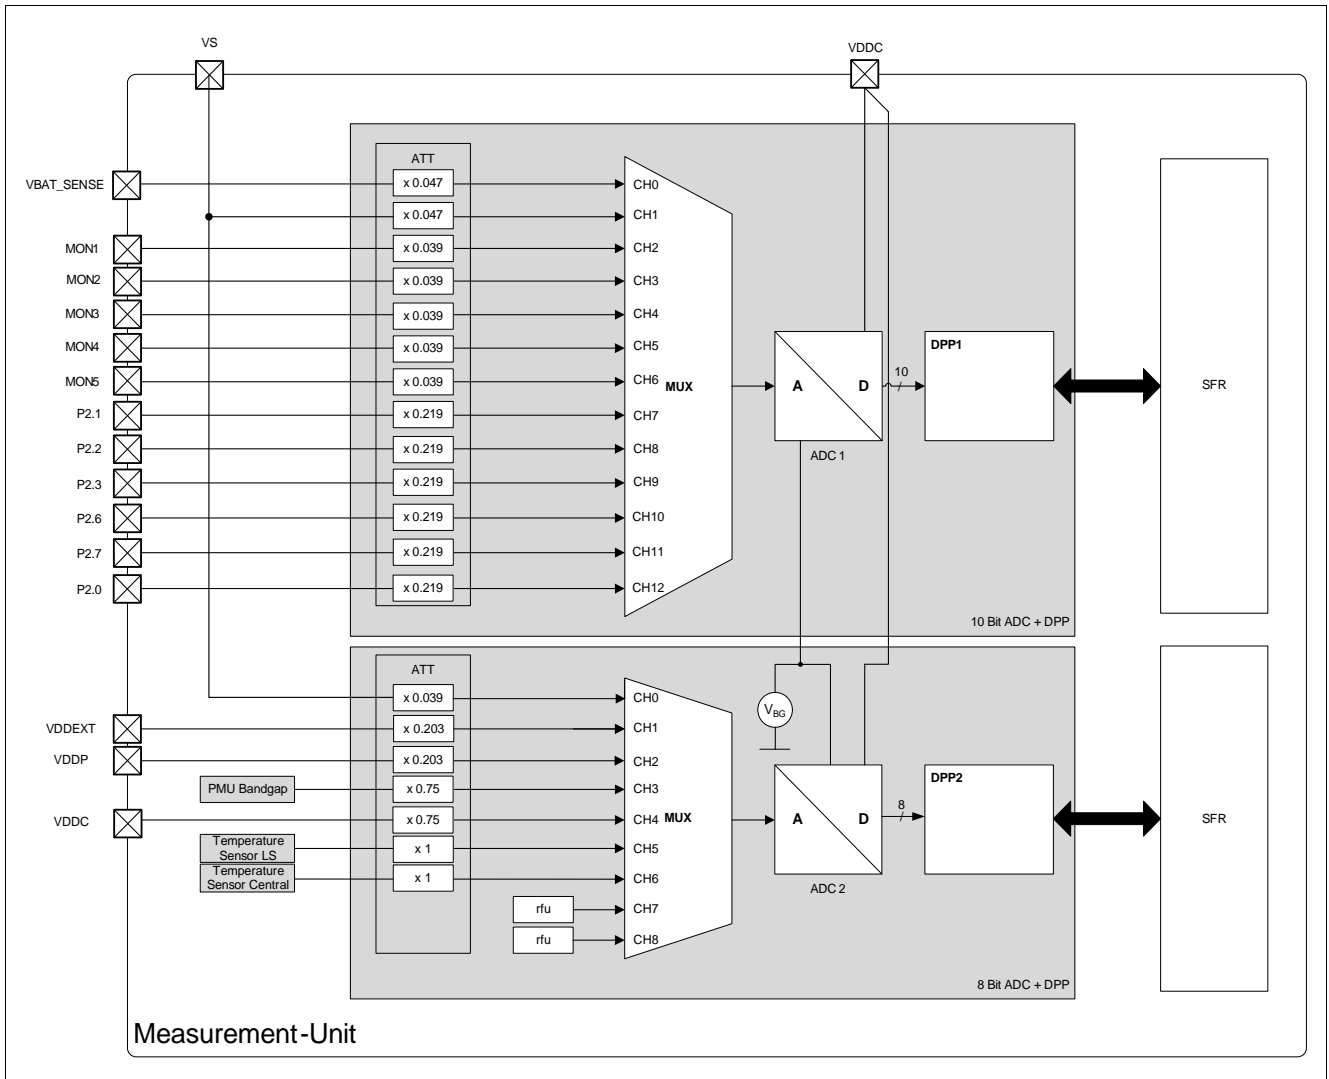 VS
VDDC
ATT
VBAT_SENSE
x 0.047
CH0
x 0.047
CH1
MON1
x 0.039
CH2
MON2
x 0.039
CH3
MON3
x 0.039
CH4
MON4
x 0.039
CH5
MON5
x 0.039
CH6
MUX
P2.1
x 0.219
CH7
P2.2
x 0.219
CH8
P2.3
x 0.219
CH9
P2.6
x 0.219
CH10
P2.7
x 0.219
CH11
P2.0
x 0.219
CH12
A
D
ADC 1
10
DPP1
SFR
10 Bit ADC + DPP
ATT
x 0.039
CH0
VDDEXT
x 0.203
CH1
VDDP
x 0.203
CH2
PMU Bandgap
x 0.75
CH3
VDDC
x 0.75
CH4
MUX
Temperature
Sensor LS
x 1
CH5
Temperature
Sensor Central
x 1
CH6
rfu
CH7
rfu
CH8
VBG
A
D
ADC 2
8
DPP2
SFR
8 Bit ADC + DPP
Measurement-Unit